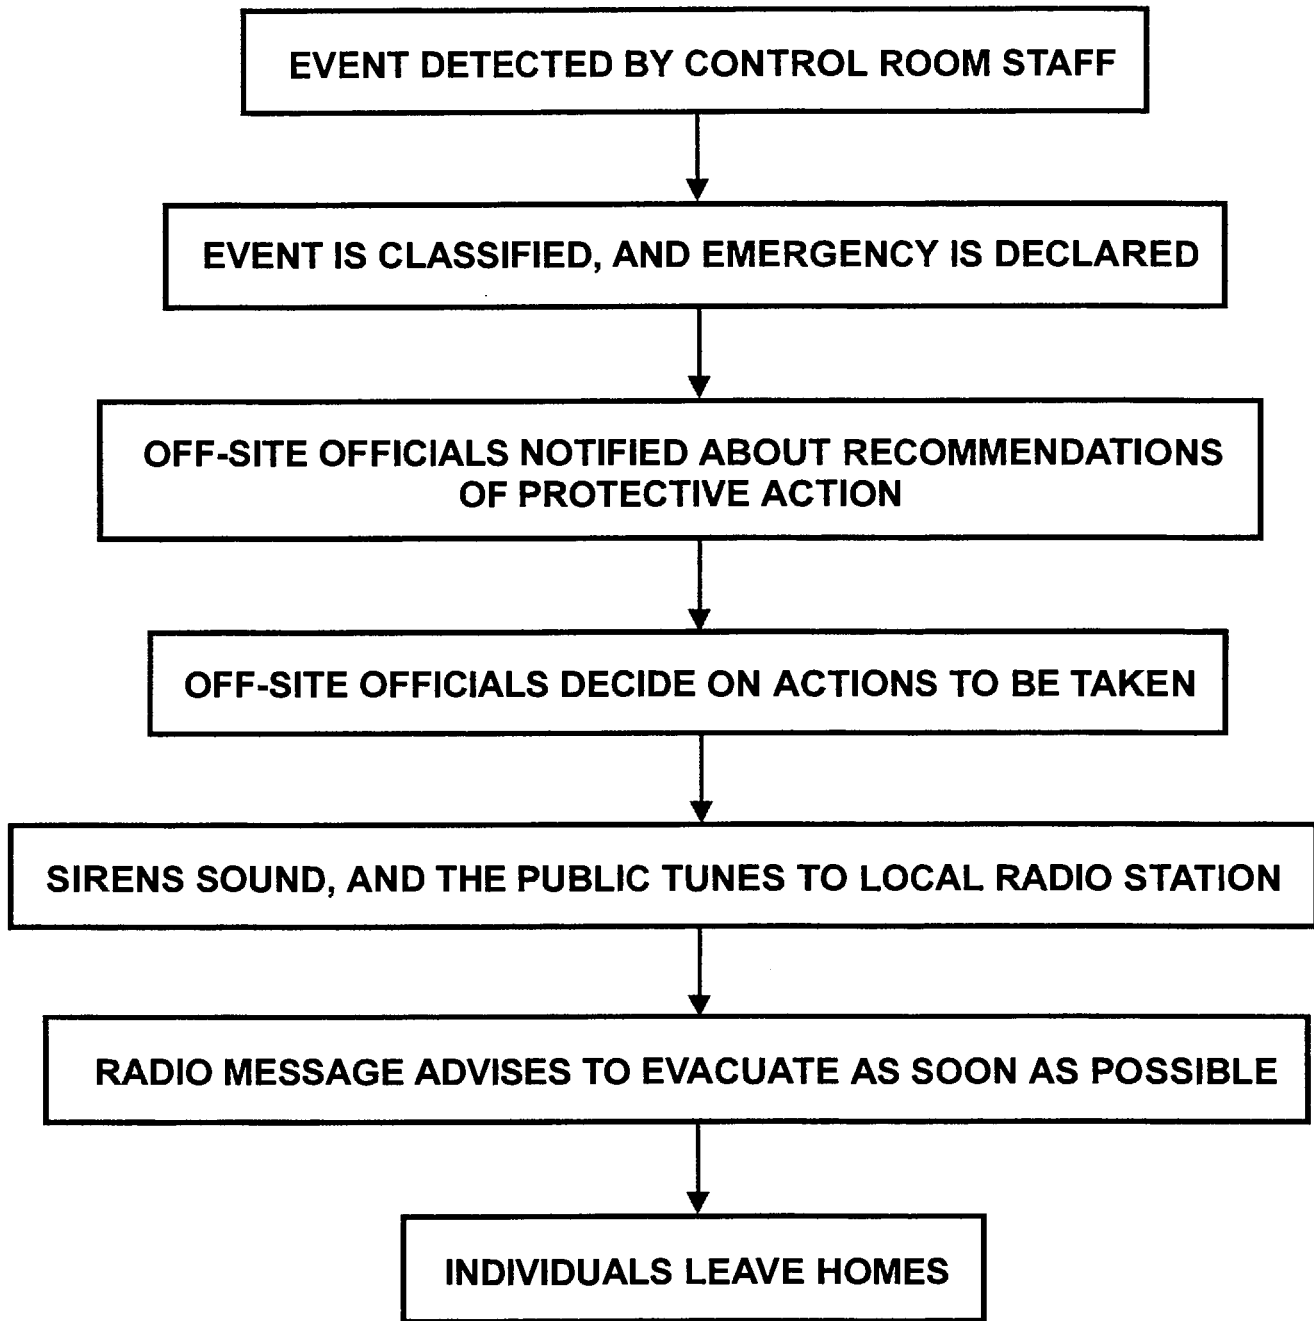 EVENT DETECTED BY CONTROL ROOM STAFF
EVENT IS CLASSIFIED, AND EMERGENCY IS DECLARED
OFF-SITE OFFICIALS NOTIFIED ABOUT RECOMMENDATIONS
OF PROTECTIVE ACTION
OFF-SITE OFFICIALS DECIDE ON ACTIONS TO BE TAKEN
SIRENS SOUND, AND THE PUBLIC TUNES TO LOCAL RADIO STATION
RADIO MESSAGE ADVISES TO EVACUATE AS SOON AS POSSIBLE
INDIVIDUALS LEAVE HOMES